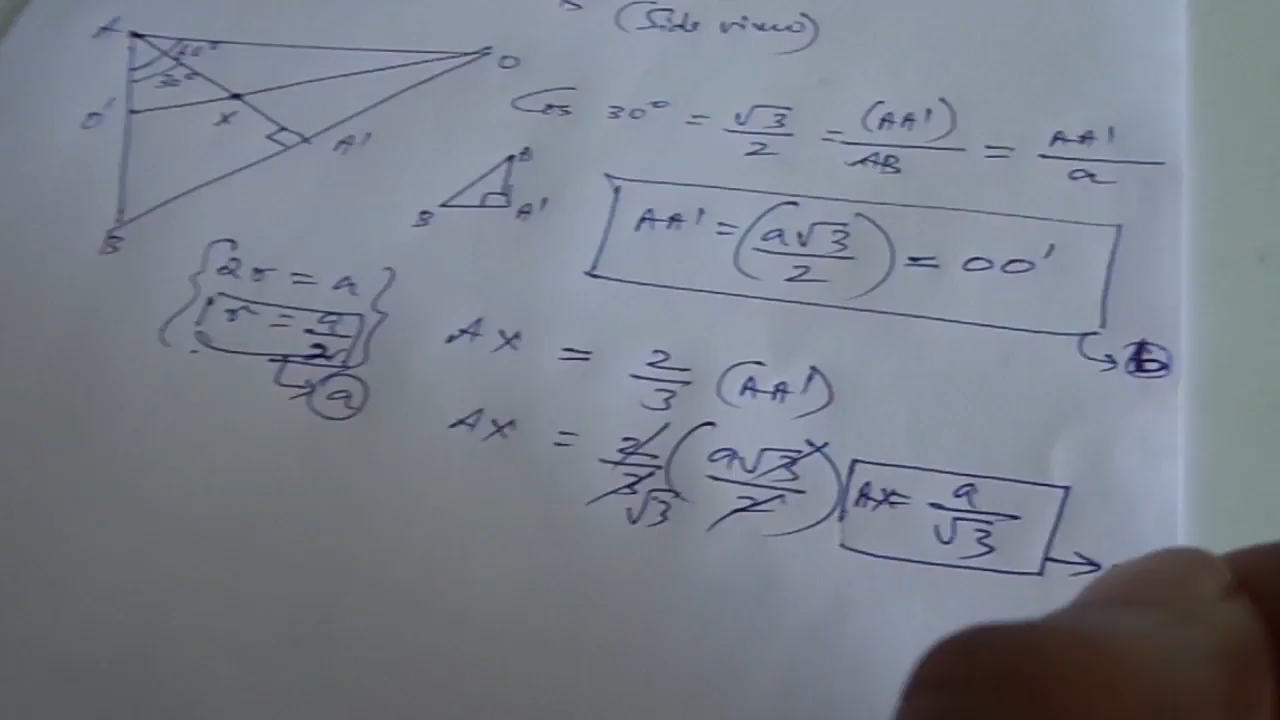 (Side view)
A
60°
30°
O
O'
X
A'
B
Cos 30° = √3/2 = (AA')/AB = AA'/a
B
A'
AA' = (a√3/2) = OO'
b
{2r = a
r = a/2}
a
AX = 2/3 (AA')
AX = 2/3 √3 (a√3/2) AX = a/√3